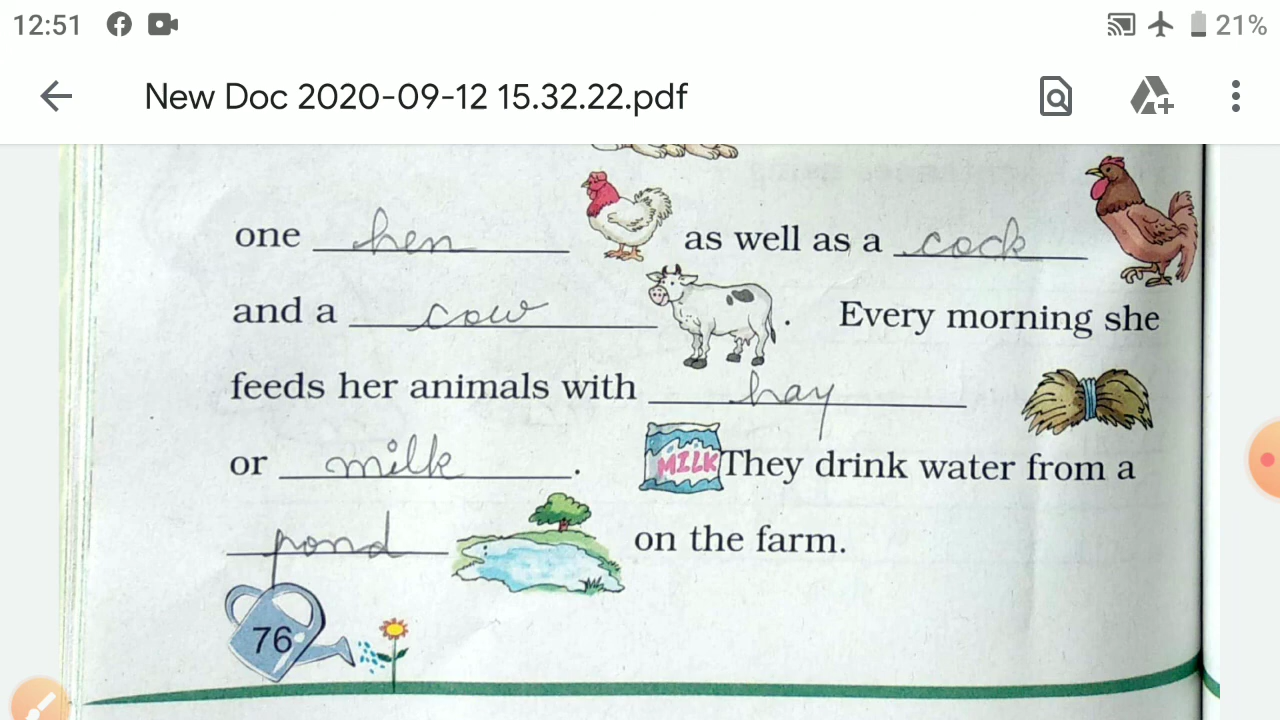 12:51 21%
New Doc 2020-09-12 15.32.22.pdf
one hen as well as a cock
and a cow . Every morning she
feeds her animals with hay
or milk . MILK They drink water from a
pond on the farm.
76